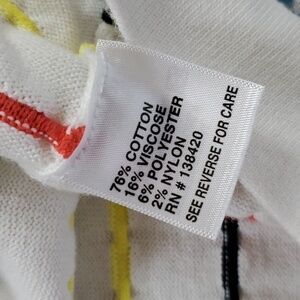 76% COTTON
16% VISCOSE
6% POLYESTER
2% NYLON
RN # 138420
SEE REVERSE FOR CARE